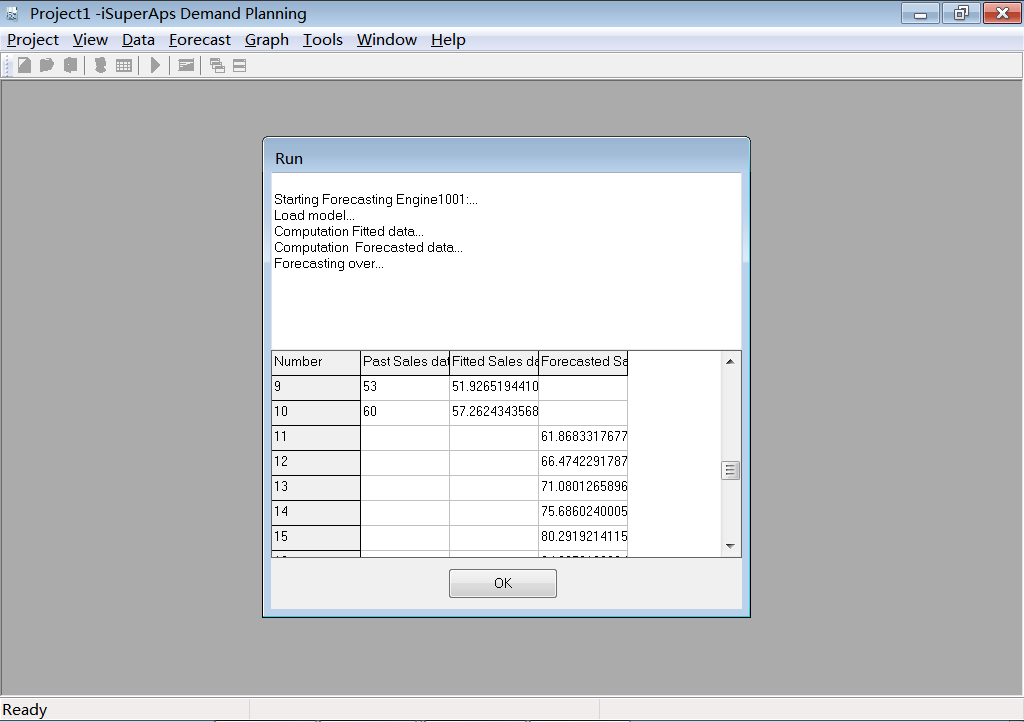 Project1 -iSuperAps Demand Planning
Project View Data Forecast Graph Tools Window Help
Run
Starting Forecasting Engine1001:...
Load model...
Computation Fitted data...
Computation  Forecasted data...
Forecasting over...
Number Past Sales dat Fitted Sales da Forecasted Sa
9 53 51.9265194410
10 60 57.2624343568
11 61.8683317677
12 66.4742291787
13 71.0801265896
14 75.6860240005
15 80.2919214115
OK
Ready